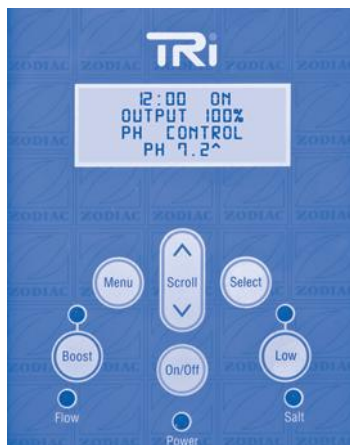 TRi
12:00 ON
OUTPUT 100%
PH CONTROL
PH 7.2^
Menu
Scroll
Select
Boost
On/Off
Low
Flow
Power
Salt
ZODIAC